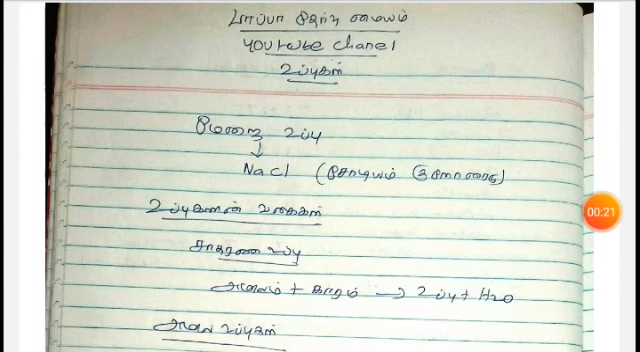 பாப்பா தேர்வு மையம்
YOUTUBE Chanel
உப்புகள்
உப்பு
↓
NaCl (சோடியம் குளோரைடு)
உப்புகளின் வகைகள்
சாதாரண உப்பு
அமிலம் + காரம் → உப்பு + H2O
அமில உப்புகள்
00:21